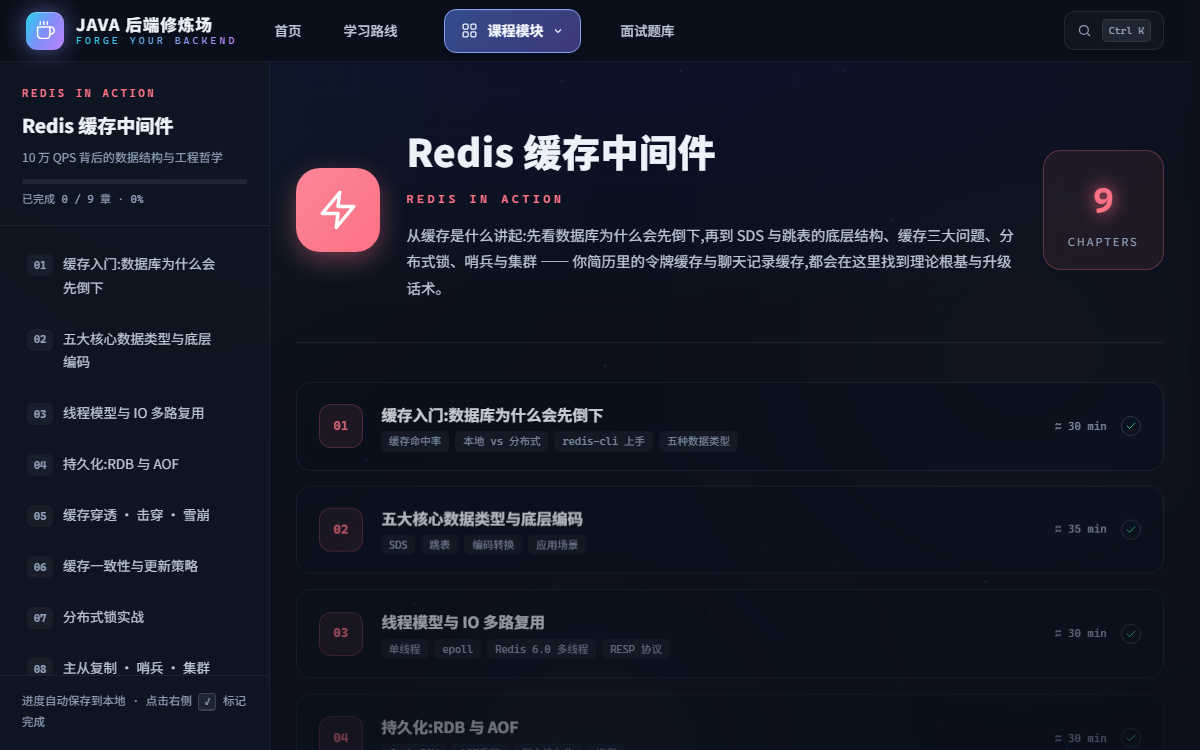 JAVA 后端修炼场
FORGE YOUR BACKEND
首页
学习路线
课程模块
面试题库
Ctrl K
REDIS IN ACTION
Redis 缓存中间件
10 万 QPS 背后的数据结构与工程哲学
已完成 0 / 9 章 · 0%
01 缓存入门:数据库为什么会
先倒下
02 五大核心数据类型与底层
编码
03 线程模型与 IO 多路复用
04 持久化:RDB 与 AOF
05 缓存穿透 · 击穿 · 雪崩
06 缓存一致性与更新策略
07 分布式锁实战
08 主从复制 · 哨兵 · 集群
进度自动保存到本地 · 点击右侧 ✓ 标记
完成
Redis 缓存中间件
REDIS IN ACTION
从缓存是什么讲起:先看数据库为什么会先倒下,再到 SDS 与跳表的底层结构、缓存三大问题、分
布式锁、哨兵与集群 —— 你简历里的令牌缓存与聊天记录缓存,都会在这里找到理论根基与升级
话术。
9
CHAPTERS
01
缓存入门:数据库为什么会先倒下
缓存命中率 本地 vs 分布式 redis-cli 上手 五种数据类型
≈ 30 min
02
五大核心数据类型与底层编码
SDS 跳表 编码转换 应用场景
≈ 35 min
03
线程模型与 IO 多路复用
单线程 epoll Redis 6.0 多线程 RESP 协议
≈ 30 min
04
持久化:RDB 与 AOF
≈ 30 min